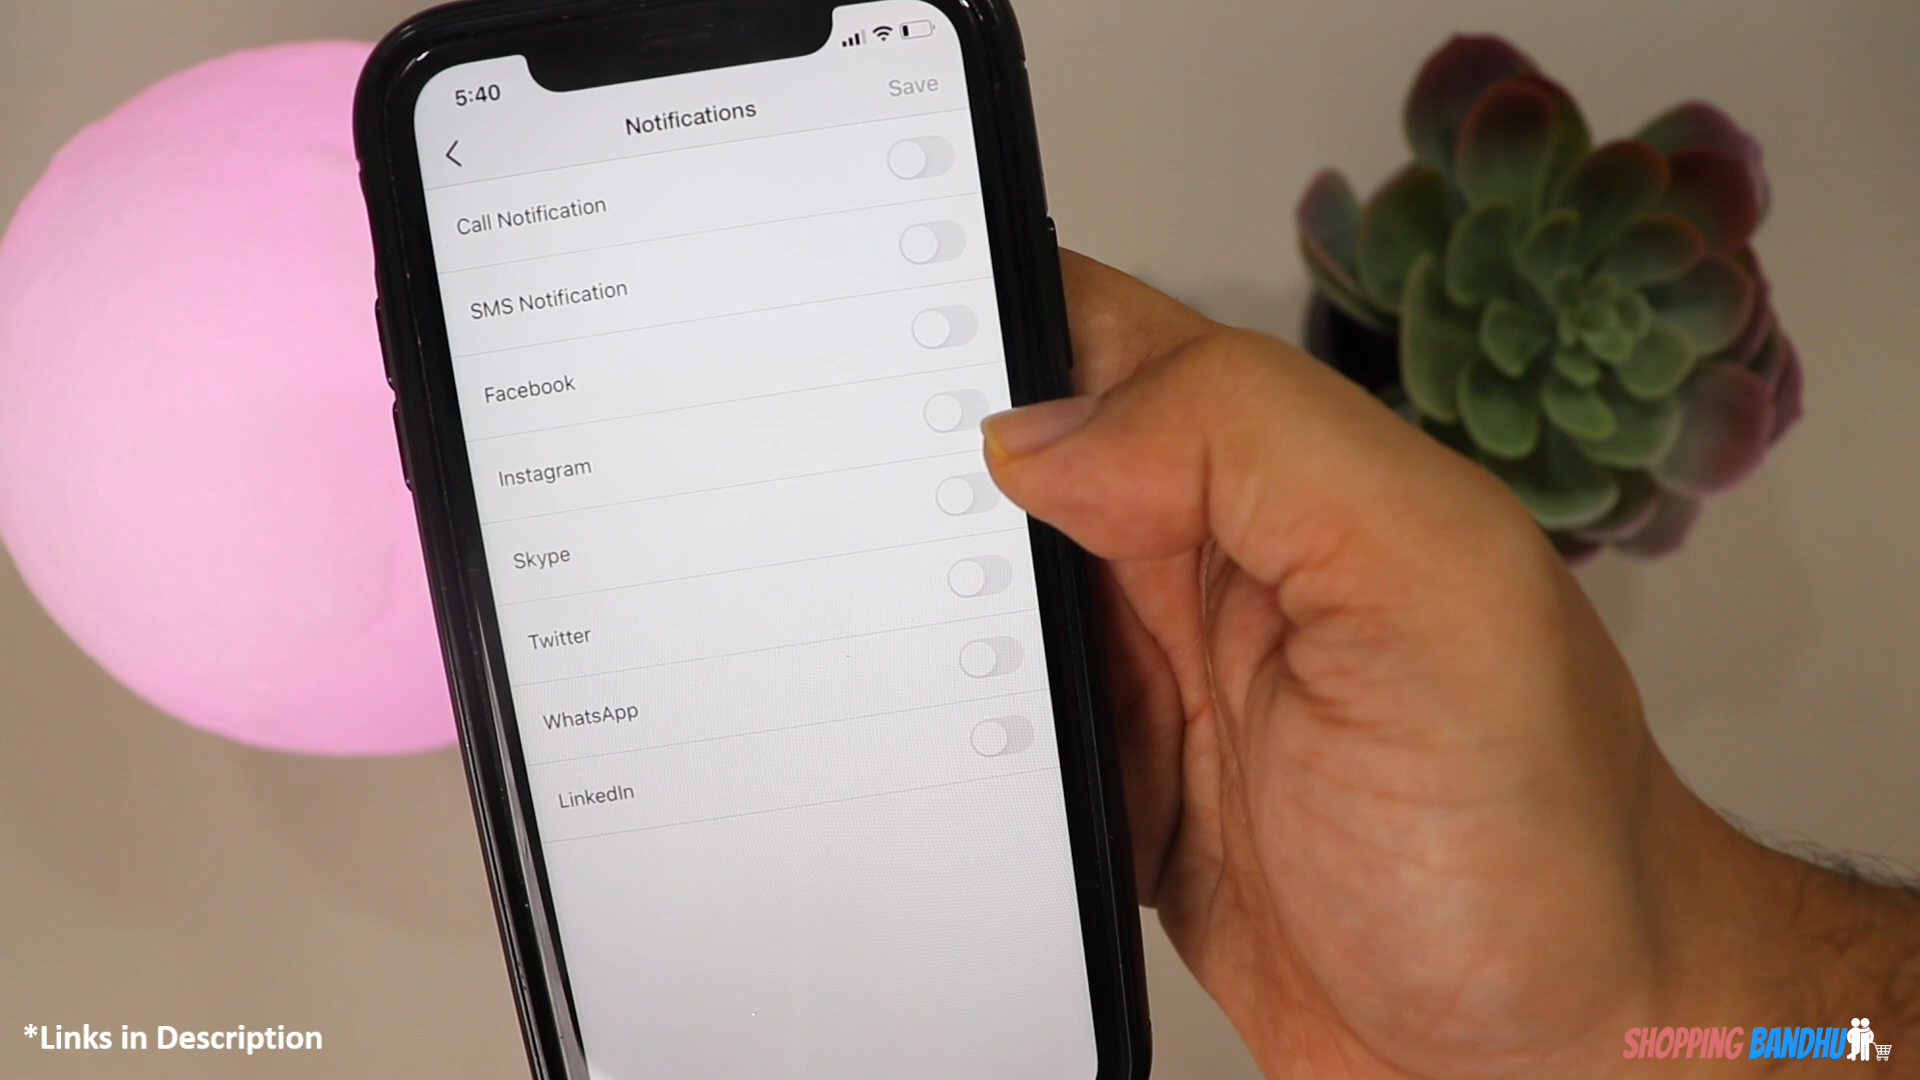 5:40
Notifications
Save
Call Notification
SMS Notification
Facebook
Instagram
Skype
Twitter
WhatsApp
LinkedIn
*Links in Description
SHOPPING BANDHU